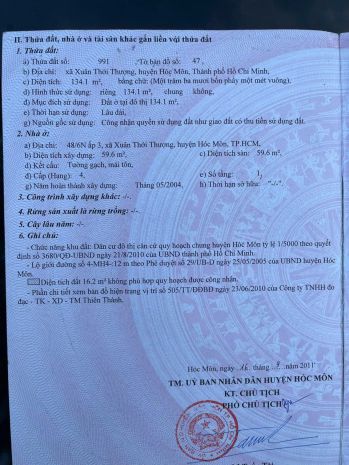 II. Thửa đất, nhà ở và tài sản khác gắn liền với thửa đất
1. Thửa đất:
a) Thửa đất số: 991 , Tờ bản đồ số: 47 ,
b) Địa chỉ: xã Xuân Thới Thượng, huyện Hóc Môn, Thành phố Hồ Chí Minh,
c) Diện tích: 134.1 m², bằng chữ: (Một trăm ba mươi bốn phẩy một mét vuông),
d) Hình thức sử dụng: riêng 134.1 m², chung không,
đ) Mục đích sử dụng: Đất ở tại đô thị 134.1 m²,
e) Thời hạn sử dụng: Lâu dài,
g) Nguồn gốc sử dụng: Công nhận quyền sử dụng đất như giao đất có thu tiền sử dụng đất.
2. Nhà ở:
a) Địa chỉ: 48/6N ấp 3, xã Xuân Thới Thượng, huyện Hóc Môn, TP.HCM,
b) Diện tích xây dựng: 59.6 m², c) Diện tích sàn: 59.6 m²,
d) Kết cấu: Tường gạch, mái tôn,
đ) Cấp (Hạng): 4, e) Số tầng: 1,
g) Năm hoàn thành xây dựng: Tháng 05/2004, h) Thời hạn sở hữu: "-/-".
3. Công trình xây dựng khác: -/-
4. Rừng sản xuất là rừng trồng: -/-
5. Cây lâu năm: -/-
6. Ghi chú:
- Chức năng khu đất: Dân cư đô thị căn cứ quy hoạch chung huyện Hóc Môn tỷ lệ 1/5000 theo quyết
định số 3680/QĐ-UBND ngày 21/8/2010 của UBND thành phố Hồ Chí Minh.
- Lộ giới đường số 4-MH4: 12 m theo Phê duyệt số 29/UB-D ngày 25/05/2005 của UBND huyện Hóc
Môn.
Diện tích đất 16.2 m² không phù hợp quy hoạch được công nhận.
- Phần chi tiết xem bản đồ hiện trạng vị trí số 505/TT/ĐĐBĐ ngày 23/06/2010 của Công ty TNHH đo
đạc - TK - XD - TM Thiên Thành.
Hóc Môn, ngày tháng năm 2011
TM. UỶ BAN NHÂN DÂN HUYỆN HÓC MÔN
KT. CHỦ TỊCH
PHÓ CHỦ TỊCH